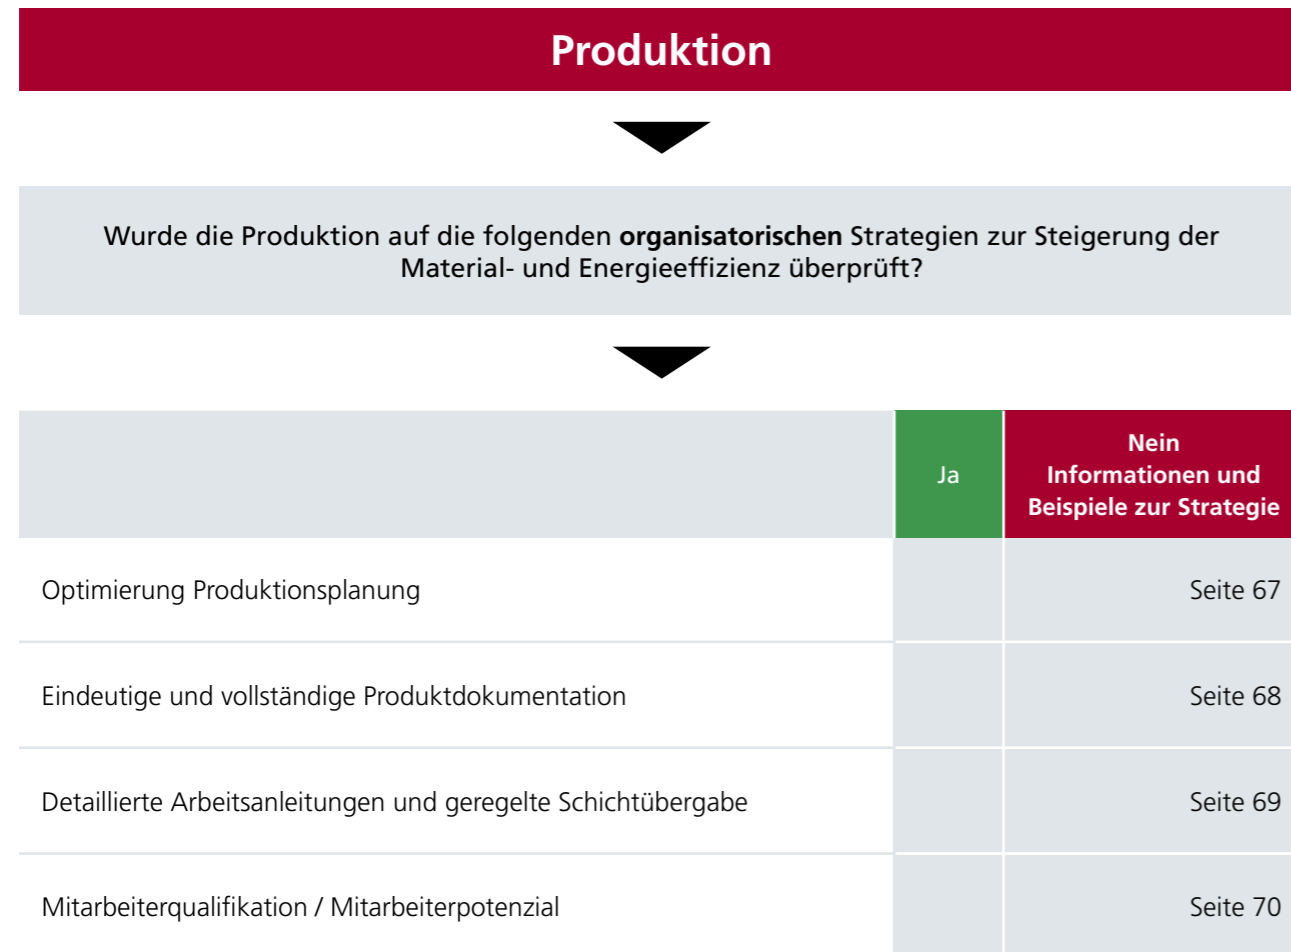 Produktion
Wurde die Produktion auf die folgenden organisatorischen Strategien zur Steigerung der
Material- und Energieeffizienz überprüft?
Ja
Nein
Informationen und
Beispiele zur Strategie
Optimierung Produktionsplanung
Seite 67
Eindeutige und vollständige Produktdokumentation
Seite 68
Detaillierte Arbeitsanleitungen und geregelte Schichtübergabe
Seite 69
Mitarbeiterqualifikation / Mitarbeiterpotenzial
Seite 70